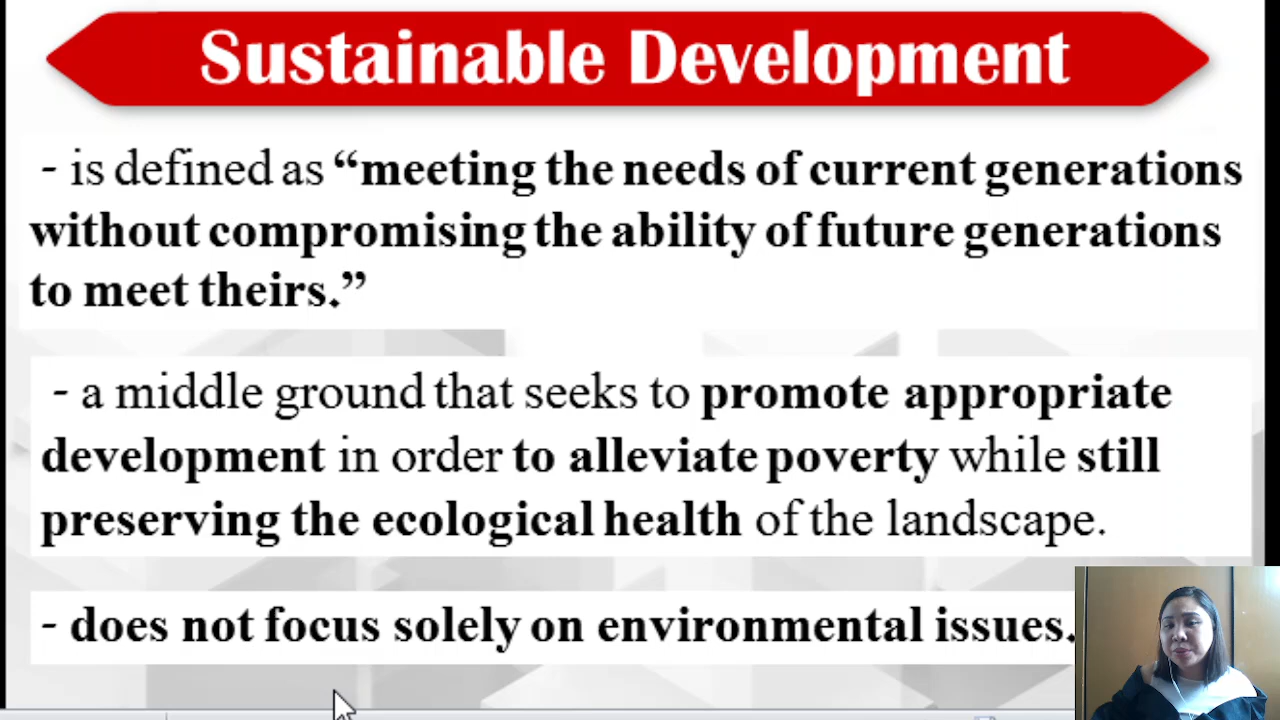 Sustainable Development
- is defined as “meeting the needs of current generations
without compromising the ability of future generations
to meet theirs.”
- a middle ground that seeks to promote appropriate
development in order to alleviate poverty while still
preserving the ecological health of the landscape.
- does not focus solely on environmental issues.